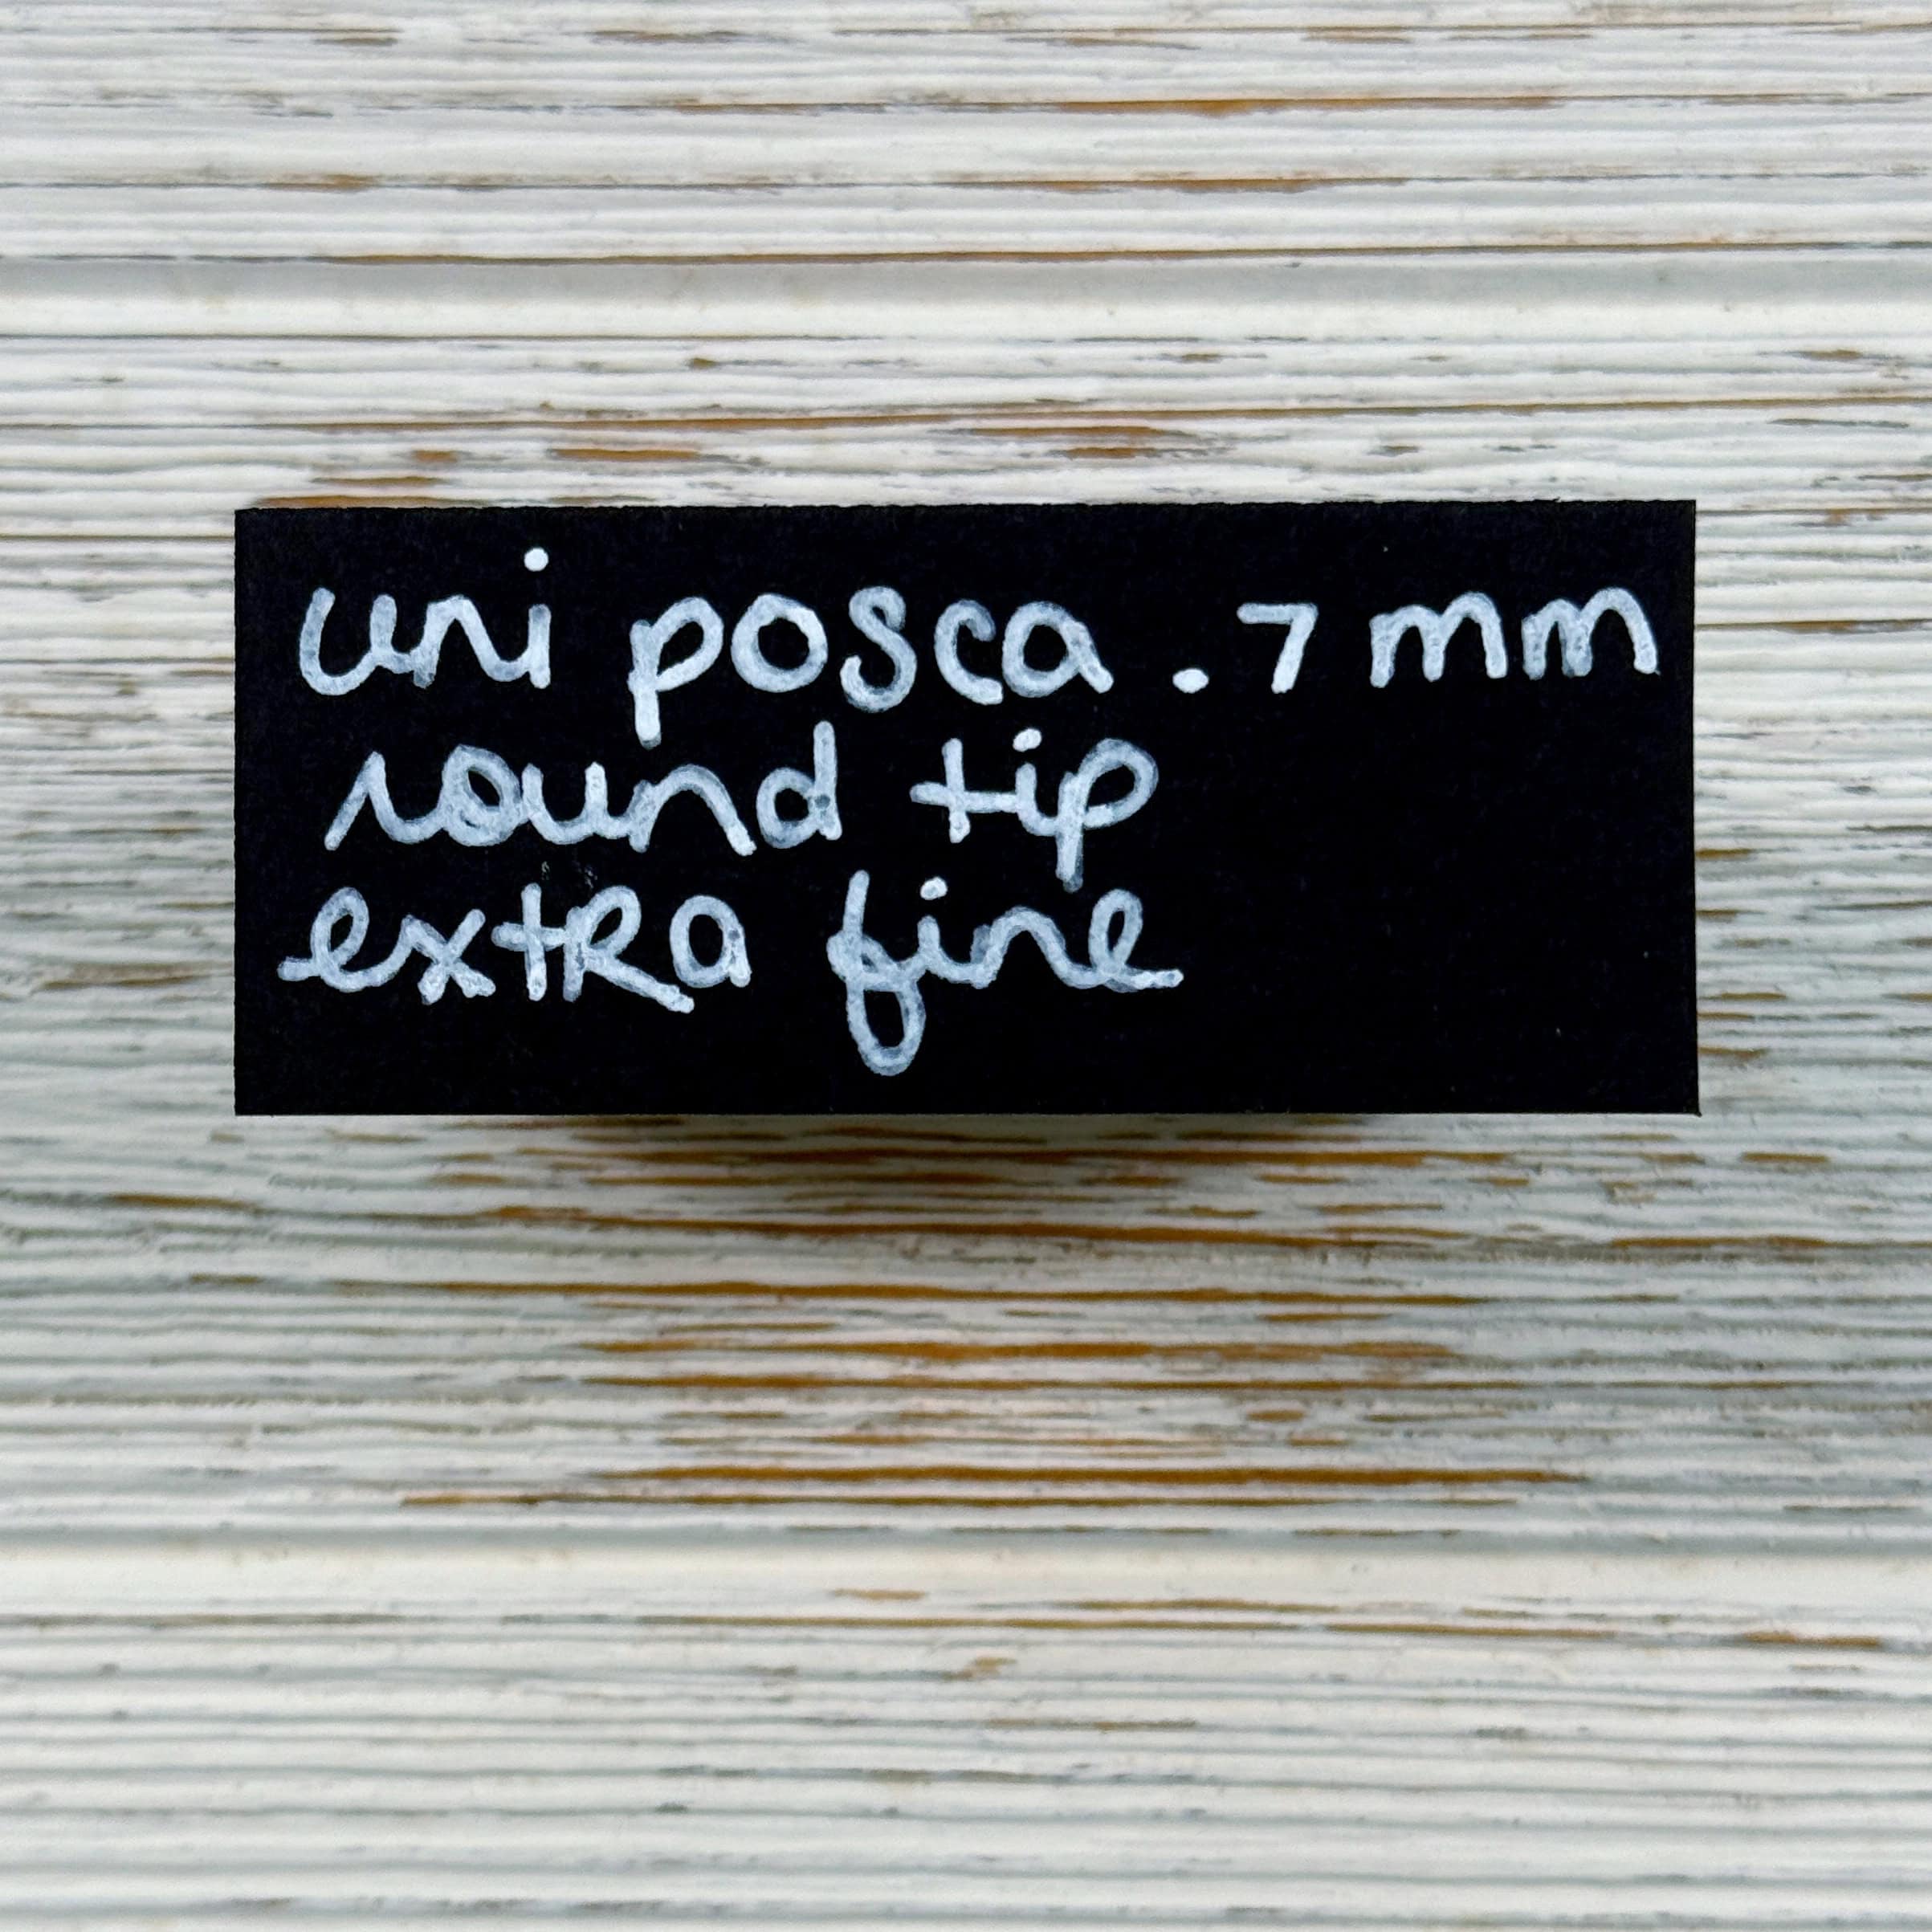 uni posca .7 mm
round tip
extRa fine